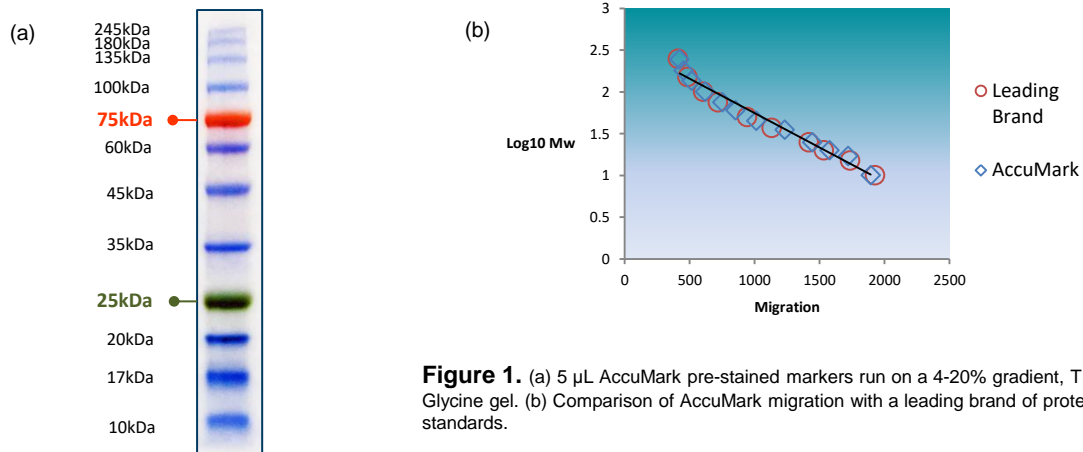 (a)
245kDa
180kDa
135kDa
100kDa
75kDa
60kDa
45kDa
35kDa
25kDa
20kDa
17kDa
10kDa
(b)
3
2.5
2
1.5
1
0.5
0
Log10 Mw
0 500 1000 1500 2000 2500
Migration
Leading
Brand
AccuMark
Figure 1. (a) 5 µL AccuMark pre-stained markers run on a 4-20% gradient, T
Glycine gel. (b) Comparison of AccuMark migration with a leading brand of prote
standards.